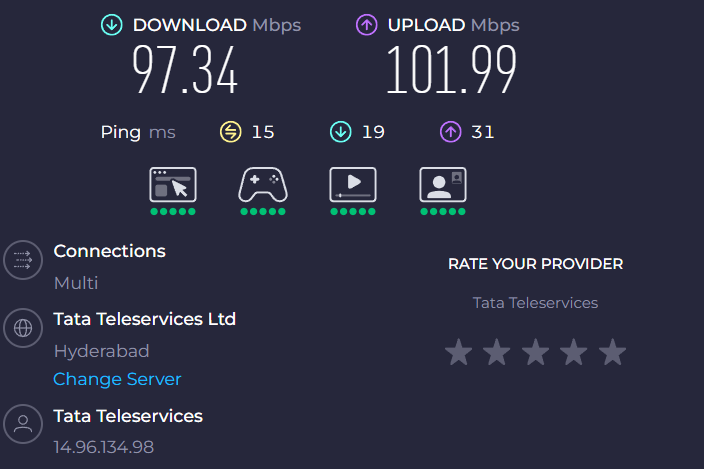 DOWNLOAD Mbps
UPLOAD Mbps
97.34
101.99
Ping ms 15 19 31
Connections
Multi
Tata Teleservices Ltd
Hyderabad
Change Server
Tata Teleservices
14.96.134.98
RATE YOUR PROVIDER
Tata Teleservices